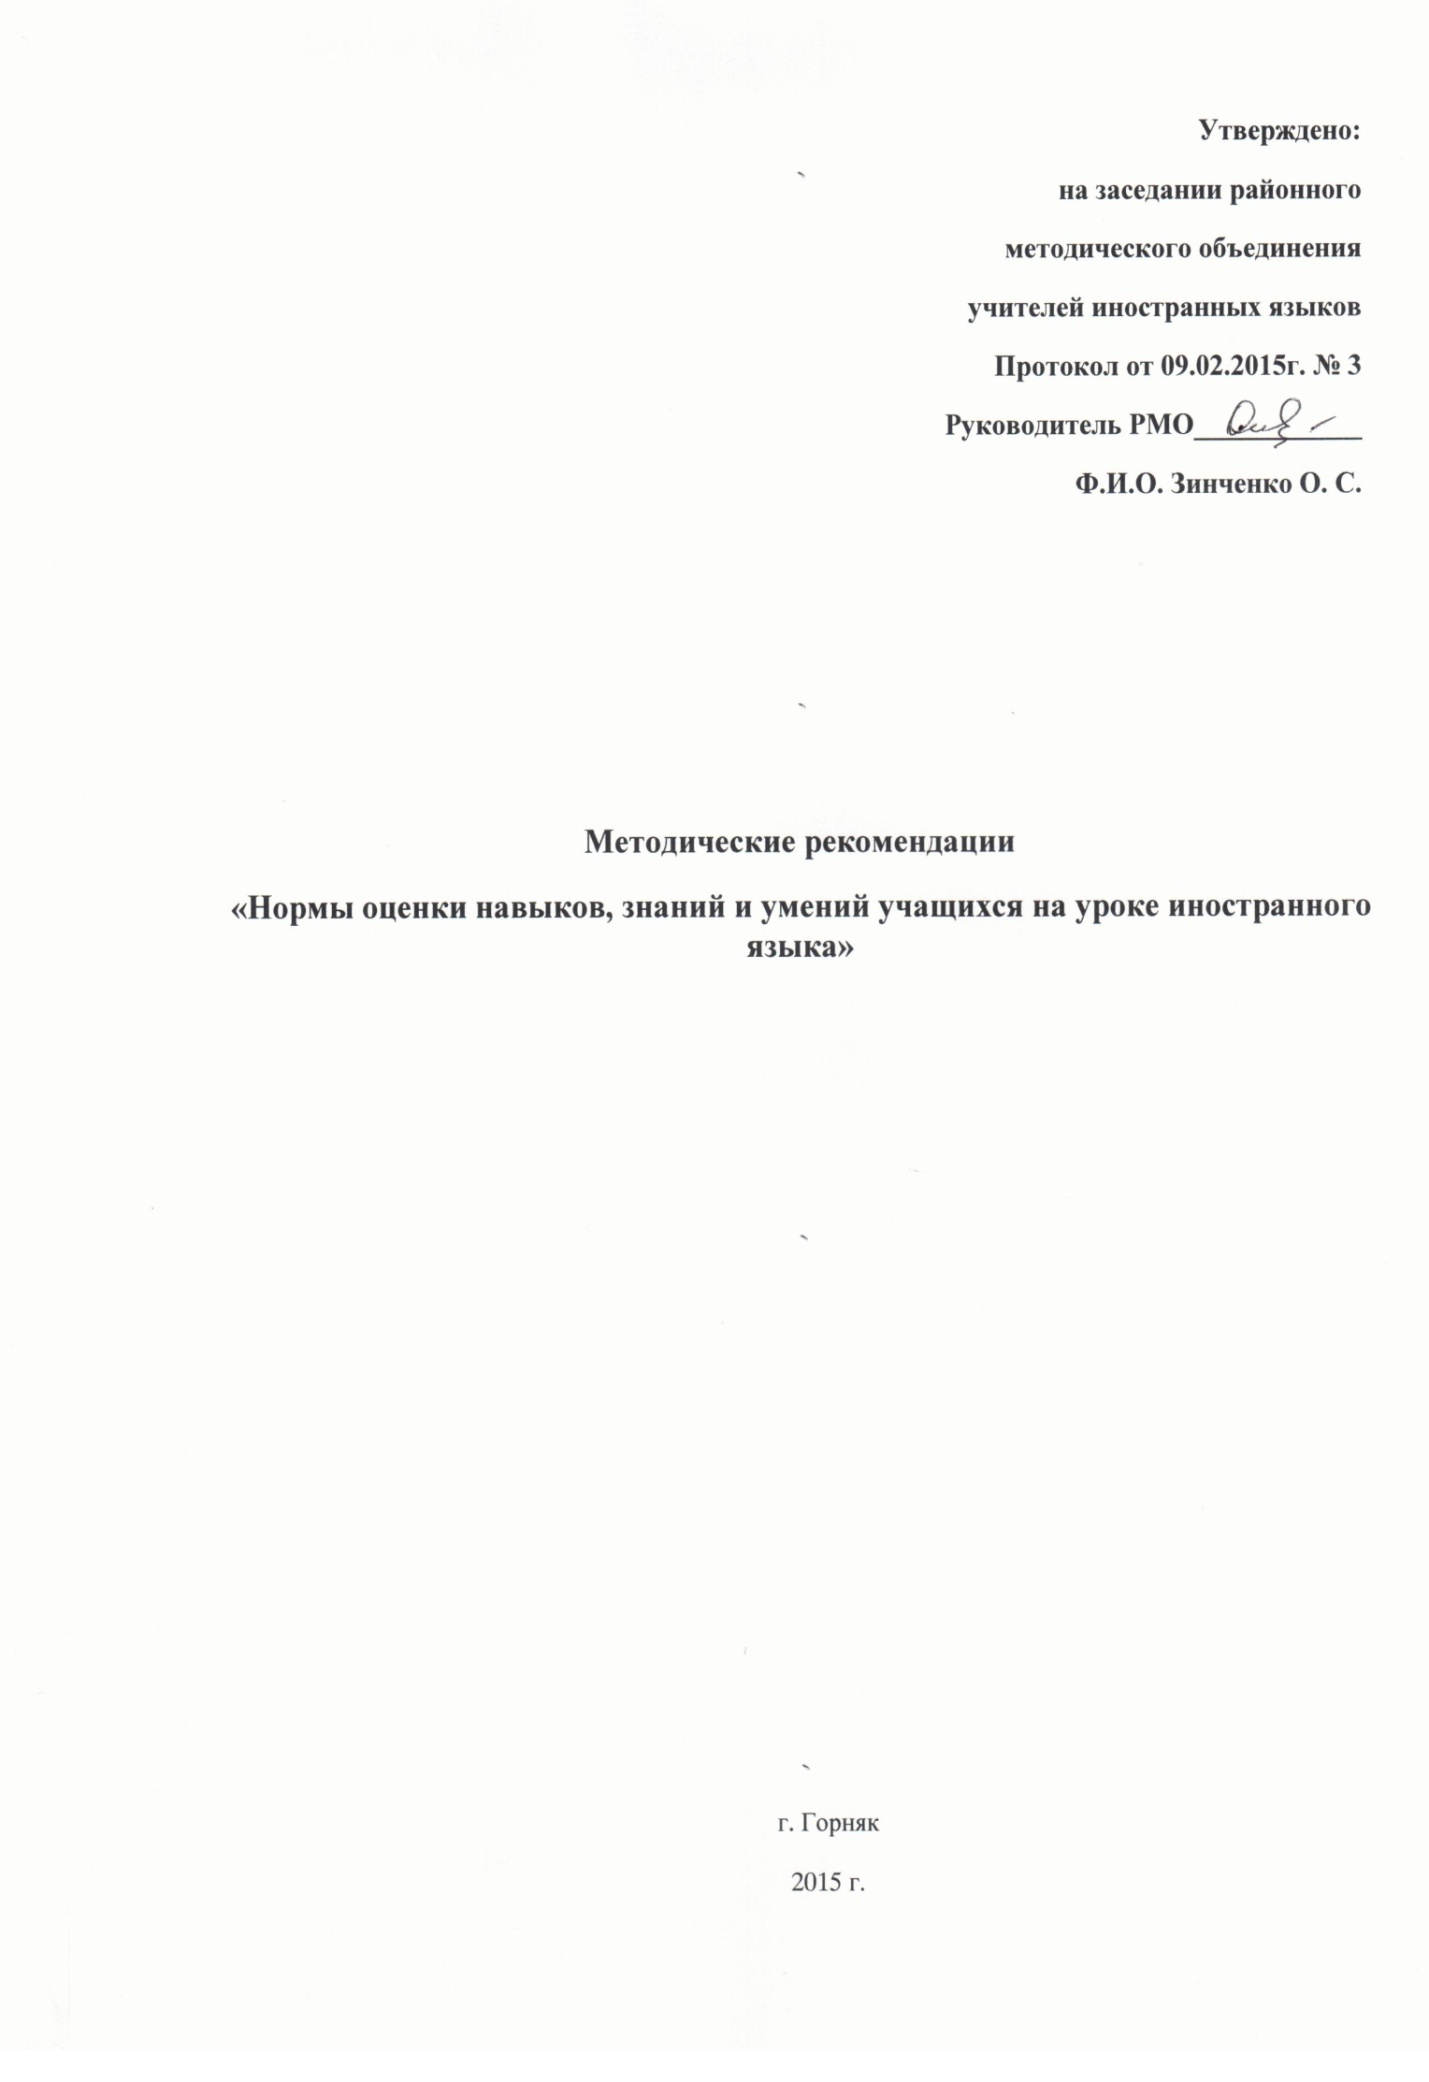 Утверждено:
на заседании районного
методического объединения
учителей иностранных языков
Протокол от 09.02.2015г. № 3
Руководитель РМО____________
Ф.И.О. Зинченко О. С.
Методические рекомендации
«Нормы оценки навыков, знаний и умений учащихся на уроке иностранного
языка»
г. Горняк
2015 г.